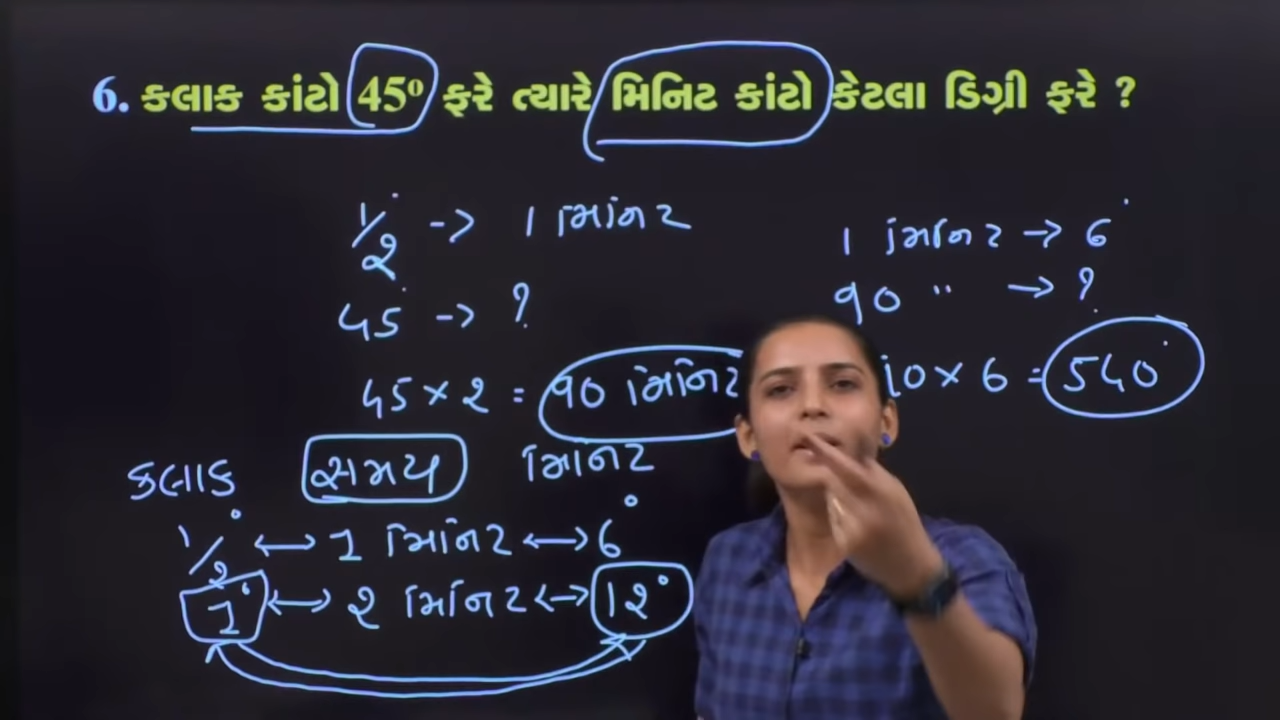 6. કલાક કાંટો 45° ફરે ત્યારે મિનિટ કાંટો કેટલા ડિગ્રી ફરે ?
1/2° -> 1 મિનિટ
45° -> ?
45 × 2 = 90 મિનિટ
1 મિનિટ -> 6°
90 " -> ?
0 × 6 = 540°
કલાક સમય મિનિટ
1/2° <-> 1 મિનિટ <-> 6°
1° <-> 2 મિનિટ <-> 12°